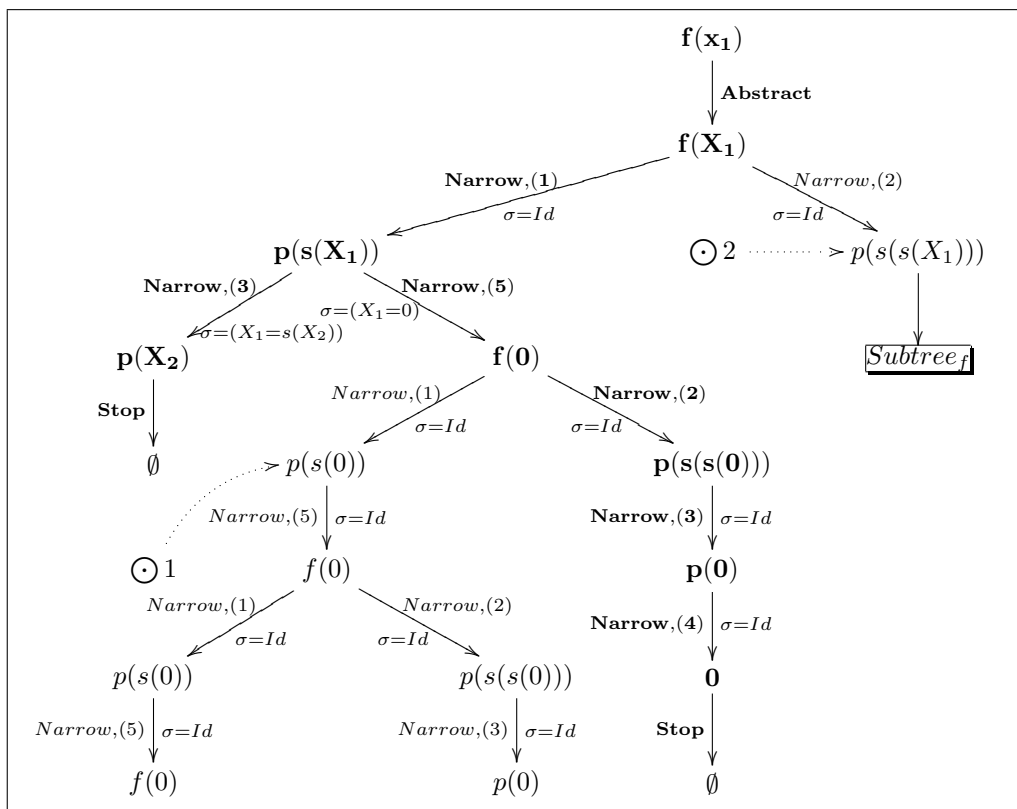 f(x₁)
Abstract
f(X₁)
Narrow,(1)
σ=Id
Narrow,(2)
σ=Id
p(s(X₁))
⊙ 2
p(s(s(X₁)))
Narrow,(3)
σ=(X₁=s(X₂))
Narrow,(5)
σ=(X₁=0)
p(X₂)
f(0)
Subtree_f
Stop
Narrow,(1)
σ=Id
Narrow,(2)
σ=Id
∅
p(s(0))
p(s(s(0)))
Narrow,(5) σ=Id
Narrow,(3) σ=Id
⊙ 1
f(0)
p(0)
Narrow,(1)
σ=Id
Narrow,(2)
σ=Id
Narrow,(4) σ=Id
p(s(0))
p(s(s(0)))
0
Narrow,(5) σ=Id
Narrow,(3) σ=Id
Stop
f(0)
p(0)
∅